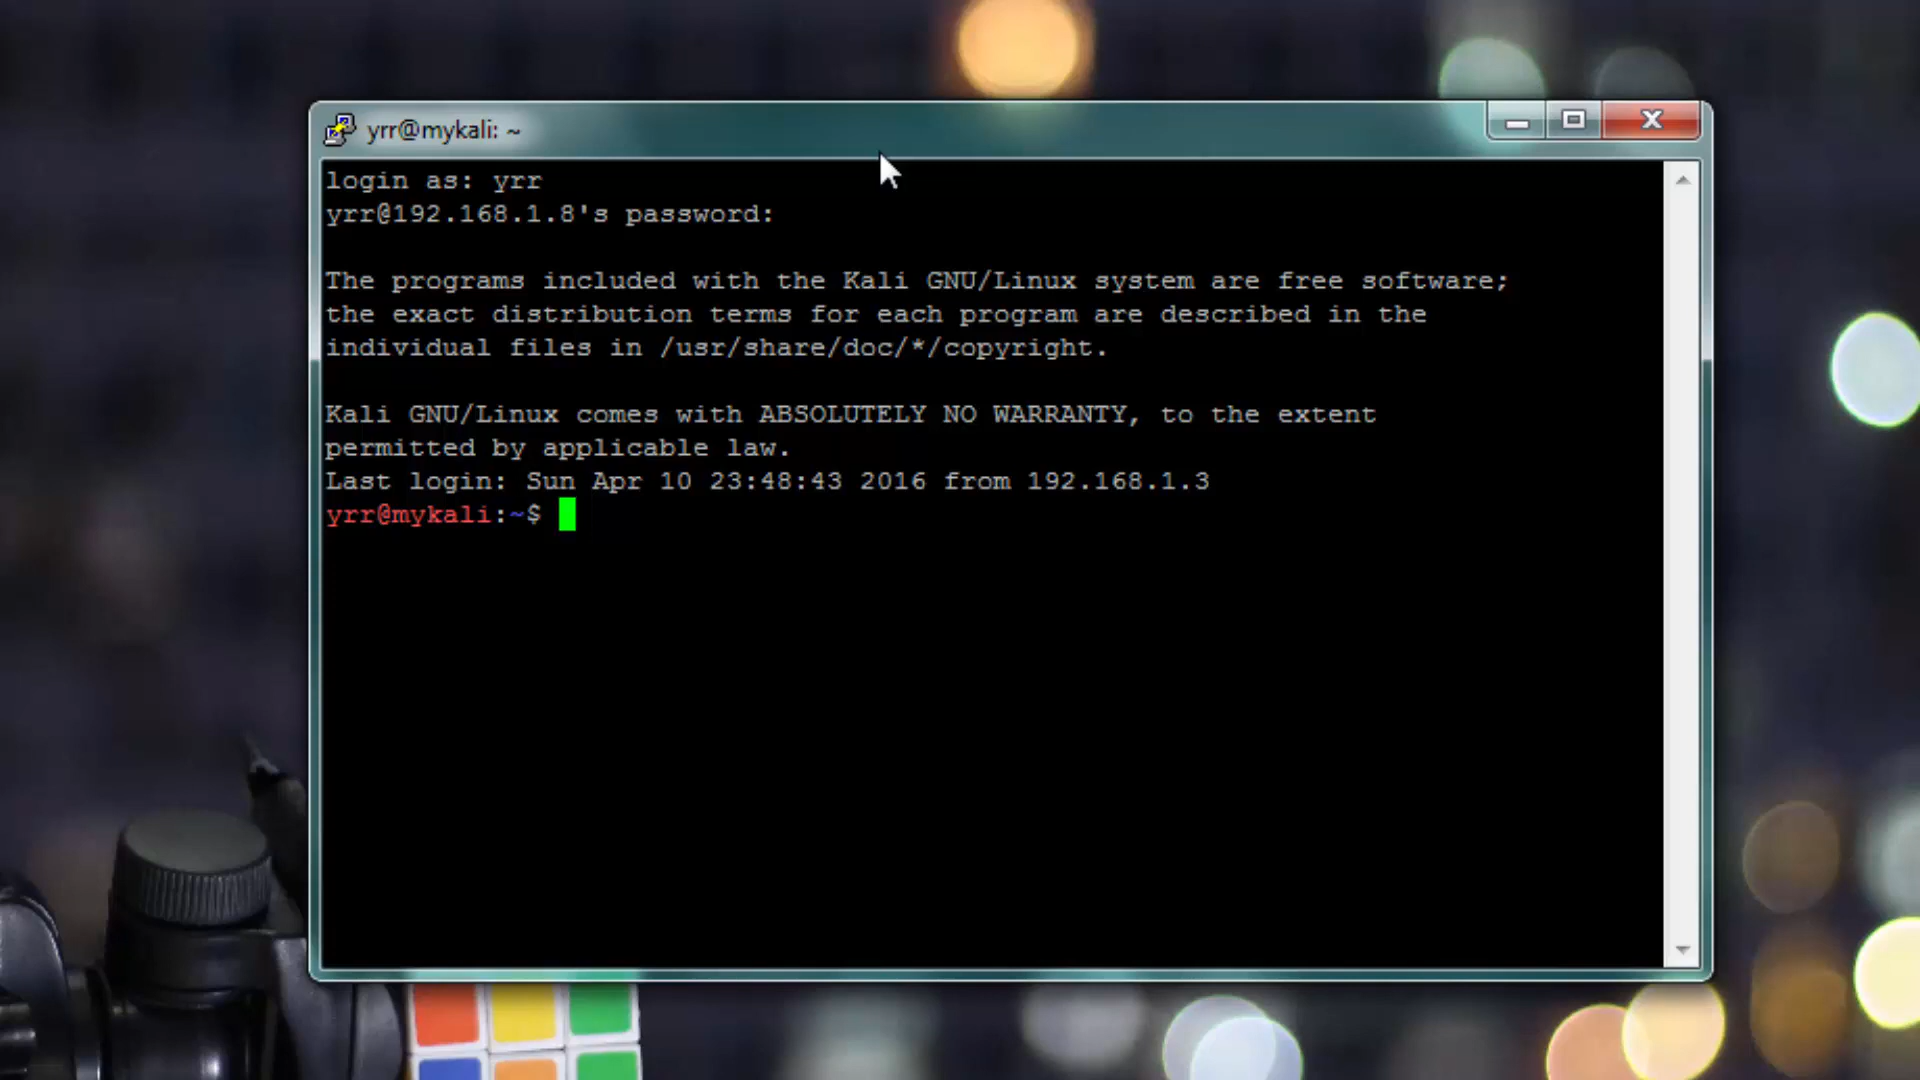 yrr@mykali: ~
login as: yrr
yrr@192.168.1.8's password:
The programs included with the Kali GNU/Linux system are free software;
the exact distribution terms for each program are described in the
individual files in /usr/share/doc/*/copyright.
Kali GNU/Linux comes with ABSOLUTELY NO WARRANTY, to the extent
permitted by applicable law.
Last login: Sun Apr 10 23:48:43 2016 from 192.168.1.3
yrr@mykali:~$